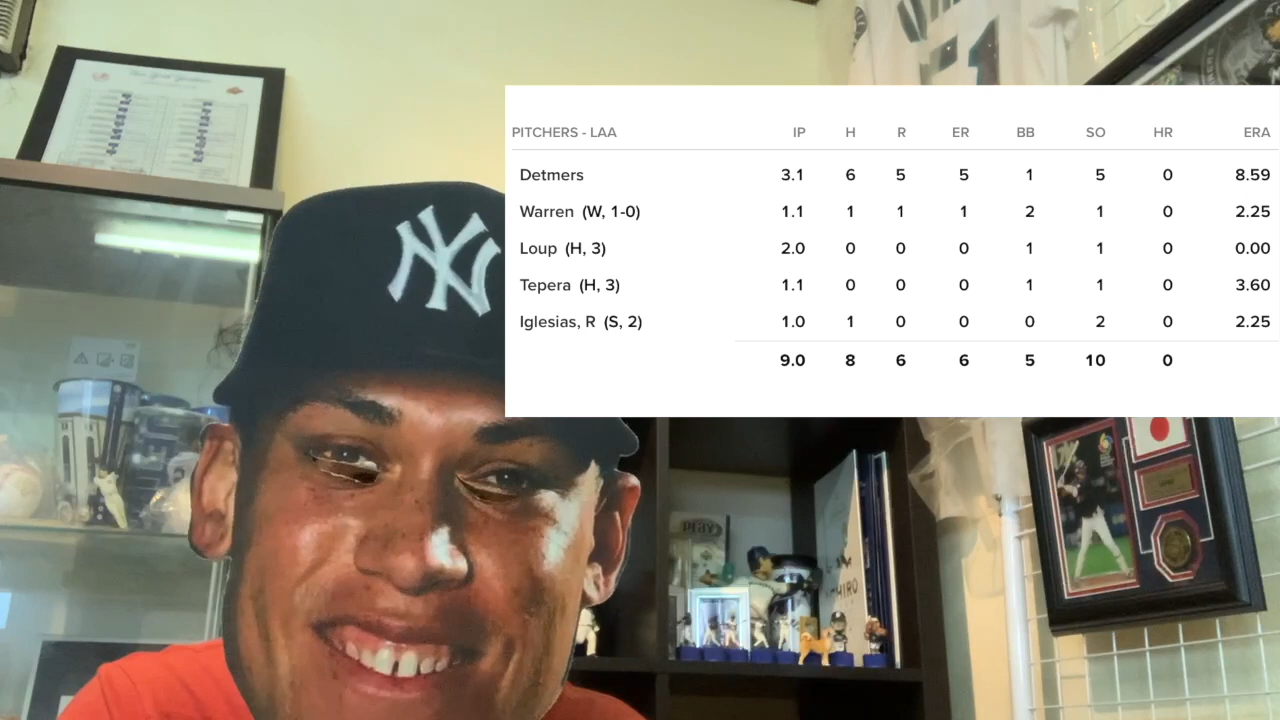 PITCHERS - LAA IP H R ER BB SO HR ERA
Detmers 3.1 6 5 5 1 5 0 8.59
Warren (W, 1-0) 1.1 1 1 1 2 1 0 2.25
Loup (H, 3) 2.0 0 0 0 1 1 0 0.00
Tepera (H, 3) 1.1 0 0 0 1 1 0 3.60
Iglesias, R (S, 2) 1.0 1 0 0 0 2 0 2.25
9.0 8 6 6 5 10 0
NY
PLAY